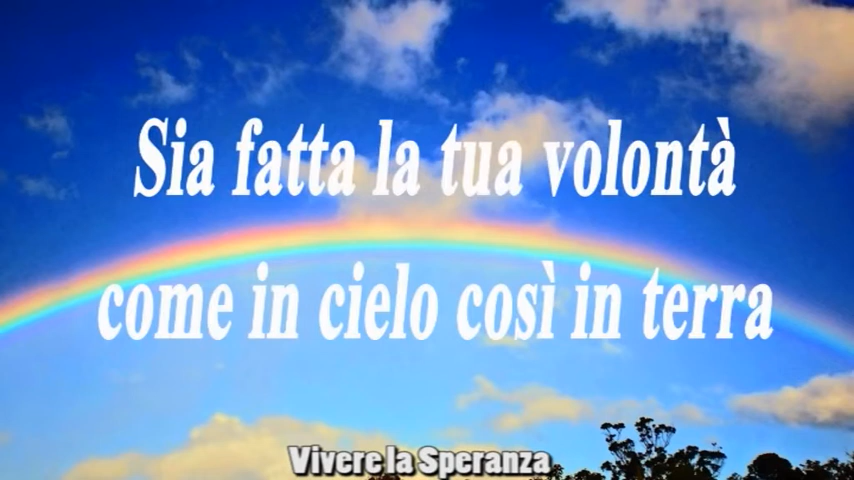 Sia fatta la tua volontà
come in cielo così in terra
Vivere la Speranza